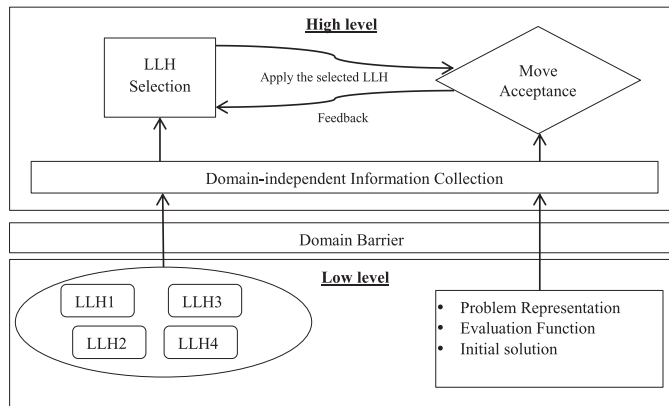 High level
LLH
Selection
Apply the selected LLH
Feedback
Move
Acceptance
Domain-independent Information Collection
Domain Barrier
Low level
LLH1
LLH3
LLH2
LLH4
• Problem Representation
• Evaluation Function
• Initial solution